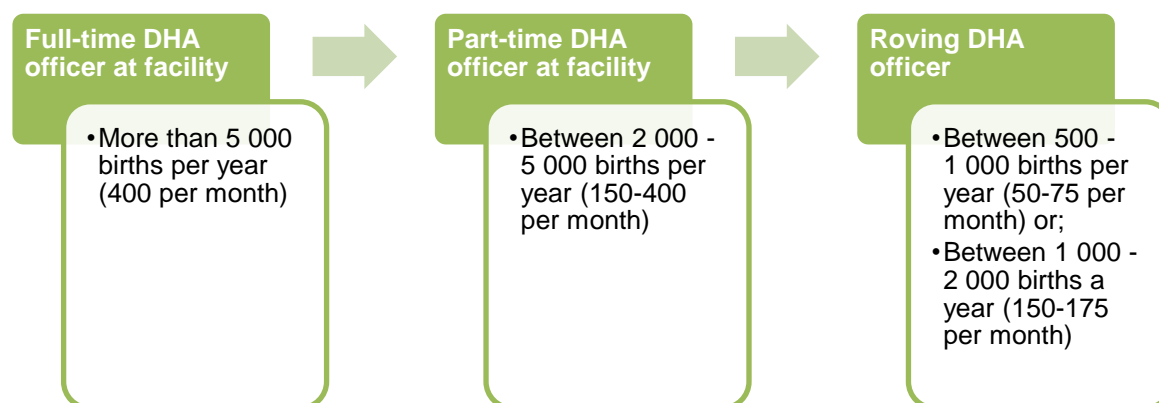 Full-time DHA
officer at facility
•More than 5 000
births per year
(400 per month)
Part-time DHA
officer at facility
•Between 2 000 -
5 000 births per
year (150-400
per month)
Roving DHA
officer
•Between 500 -
1 000 births per
year (50-75 per
month) or;
•Between 1 000 -
2 000 births a
year (150-175
per month)